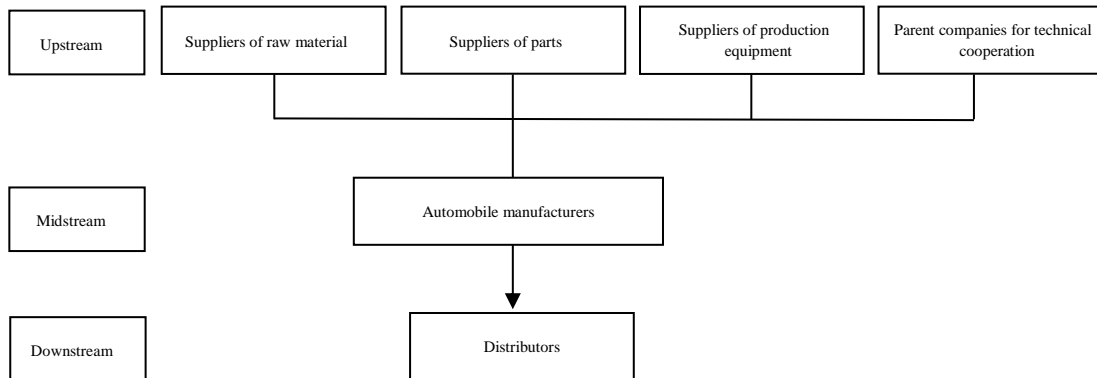 Upstream
Suppliers of raw material
Suppliers of parts
Suppliers of production
equipment
Parent companies for technical
cooperation
Midstream
Automobile manufacturers
Downstream
Distributors